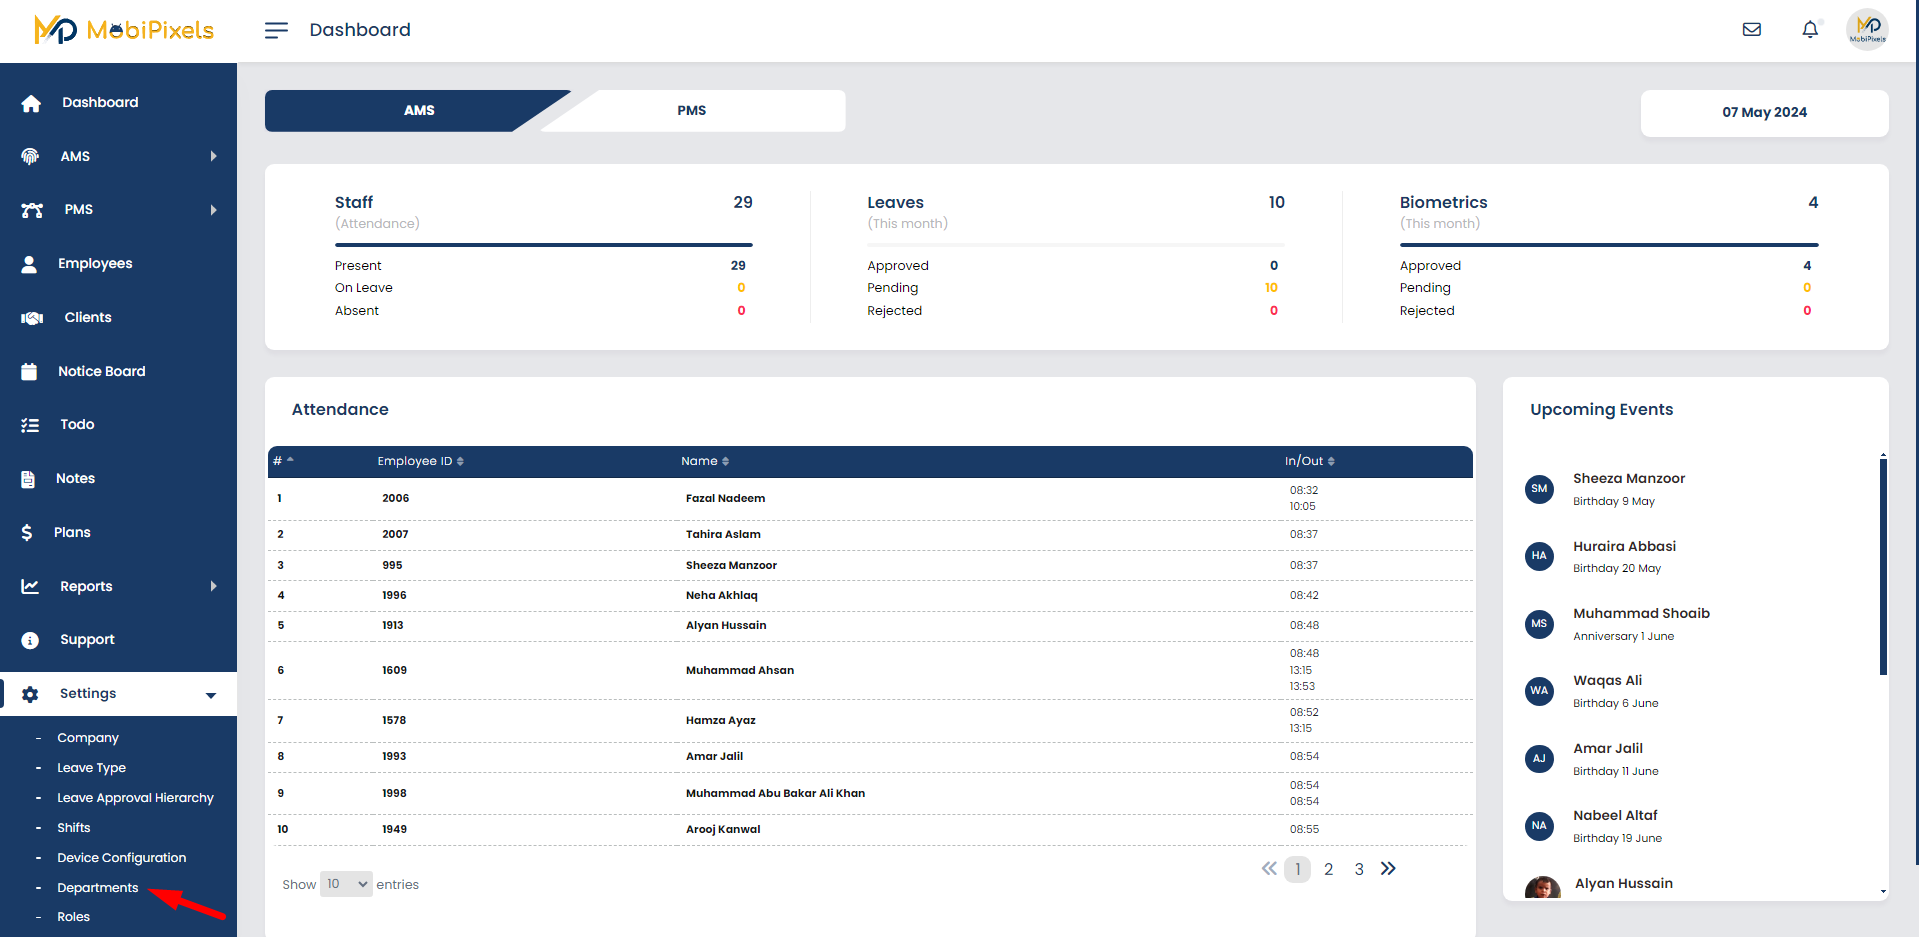 MobiPixels
Dashboard
MobiPixels
Dashboard
AMS
PMS
Employees
Clients
Notice Board
Todo
Notes
Plans
Reports
Support
Settings
- Company
- Leave Type
- Leave Approval Hierarchy
- Shifts
- Device Configuration
- Departments
- Roles
AMS PMS
07 May 2024
Staff 29
(Attendance)
Present 29
On Leave 0
Absent 0
Leaves 10
(This month)
Approved 0
Pending 10
Rejected 0
Biometrics 4
(This month)
Approved 4
Pending 0
Rejected 0
Attendance
# Employee ID Name In/Out
1 2006 Fazal Nadeem 08:32
10:05
2 2007 Tahira Aslam 08:37
3 995 Sheeza Manzoor 08:37
4 1996 Neha Akhlaq 08:42
5 1913 Alyan Hussain 08:48
6 1609 Muhammad Ahsan 08:48
13:15
13:53
7 1578 Hamza Ayaz 08:52
13:15
8 1993 Amar Jalil 08:54
9 1998 Muhammad Abu Bakar Ali Khan 08:54
08:54
10 1949 Arooj Kanwal 08:55
Show 10 entries
1 2 3
Upcoming Events
SM Sheeza Manzoor
Birthday 9 May
HA Huraira Abbasi
Birthday 20 May
MS Muhammad Shoaib
Anniversary 1 June
WA Waqas Ali
Birthday 6 June
AJ Amar Jalil
Birthday 11 June
NA Nabeel Altaf
Birthday 19 June
Alyan Hussain